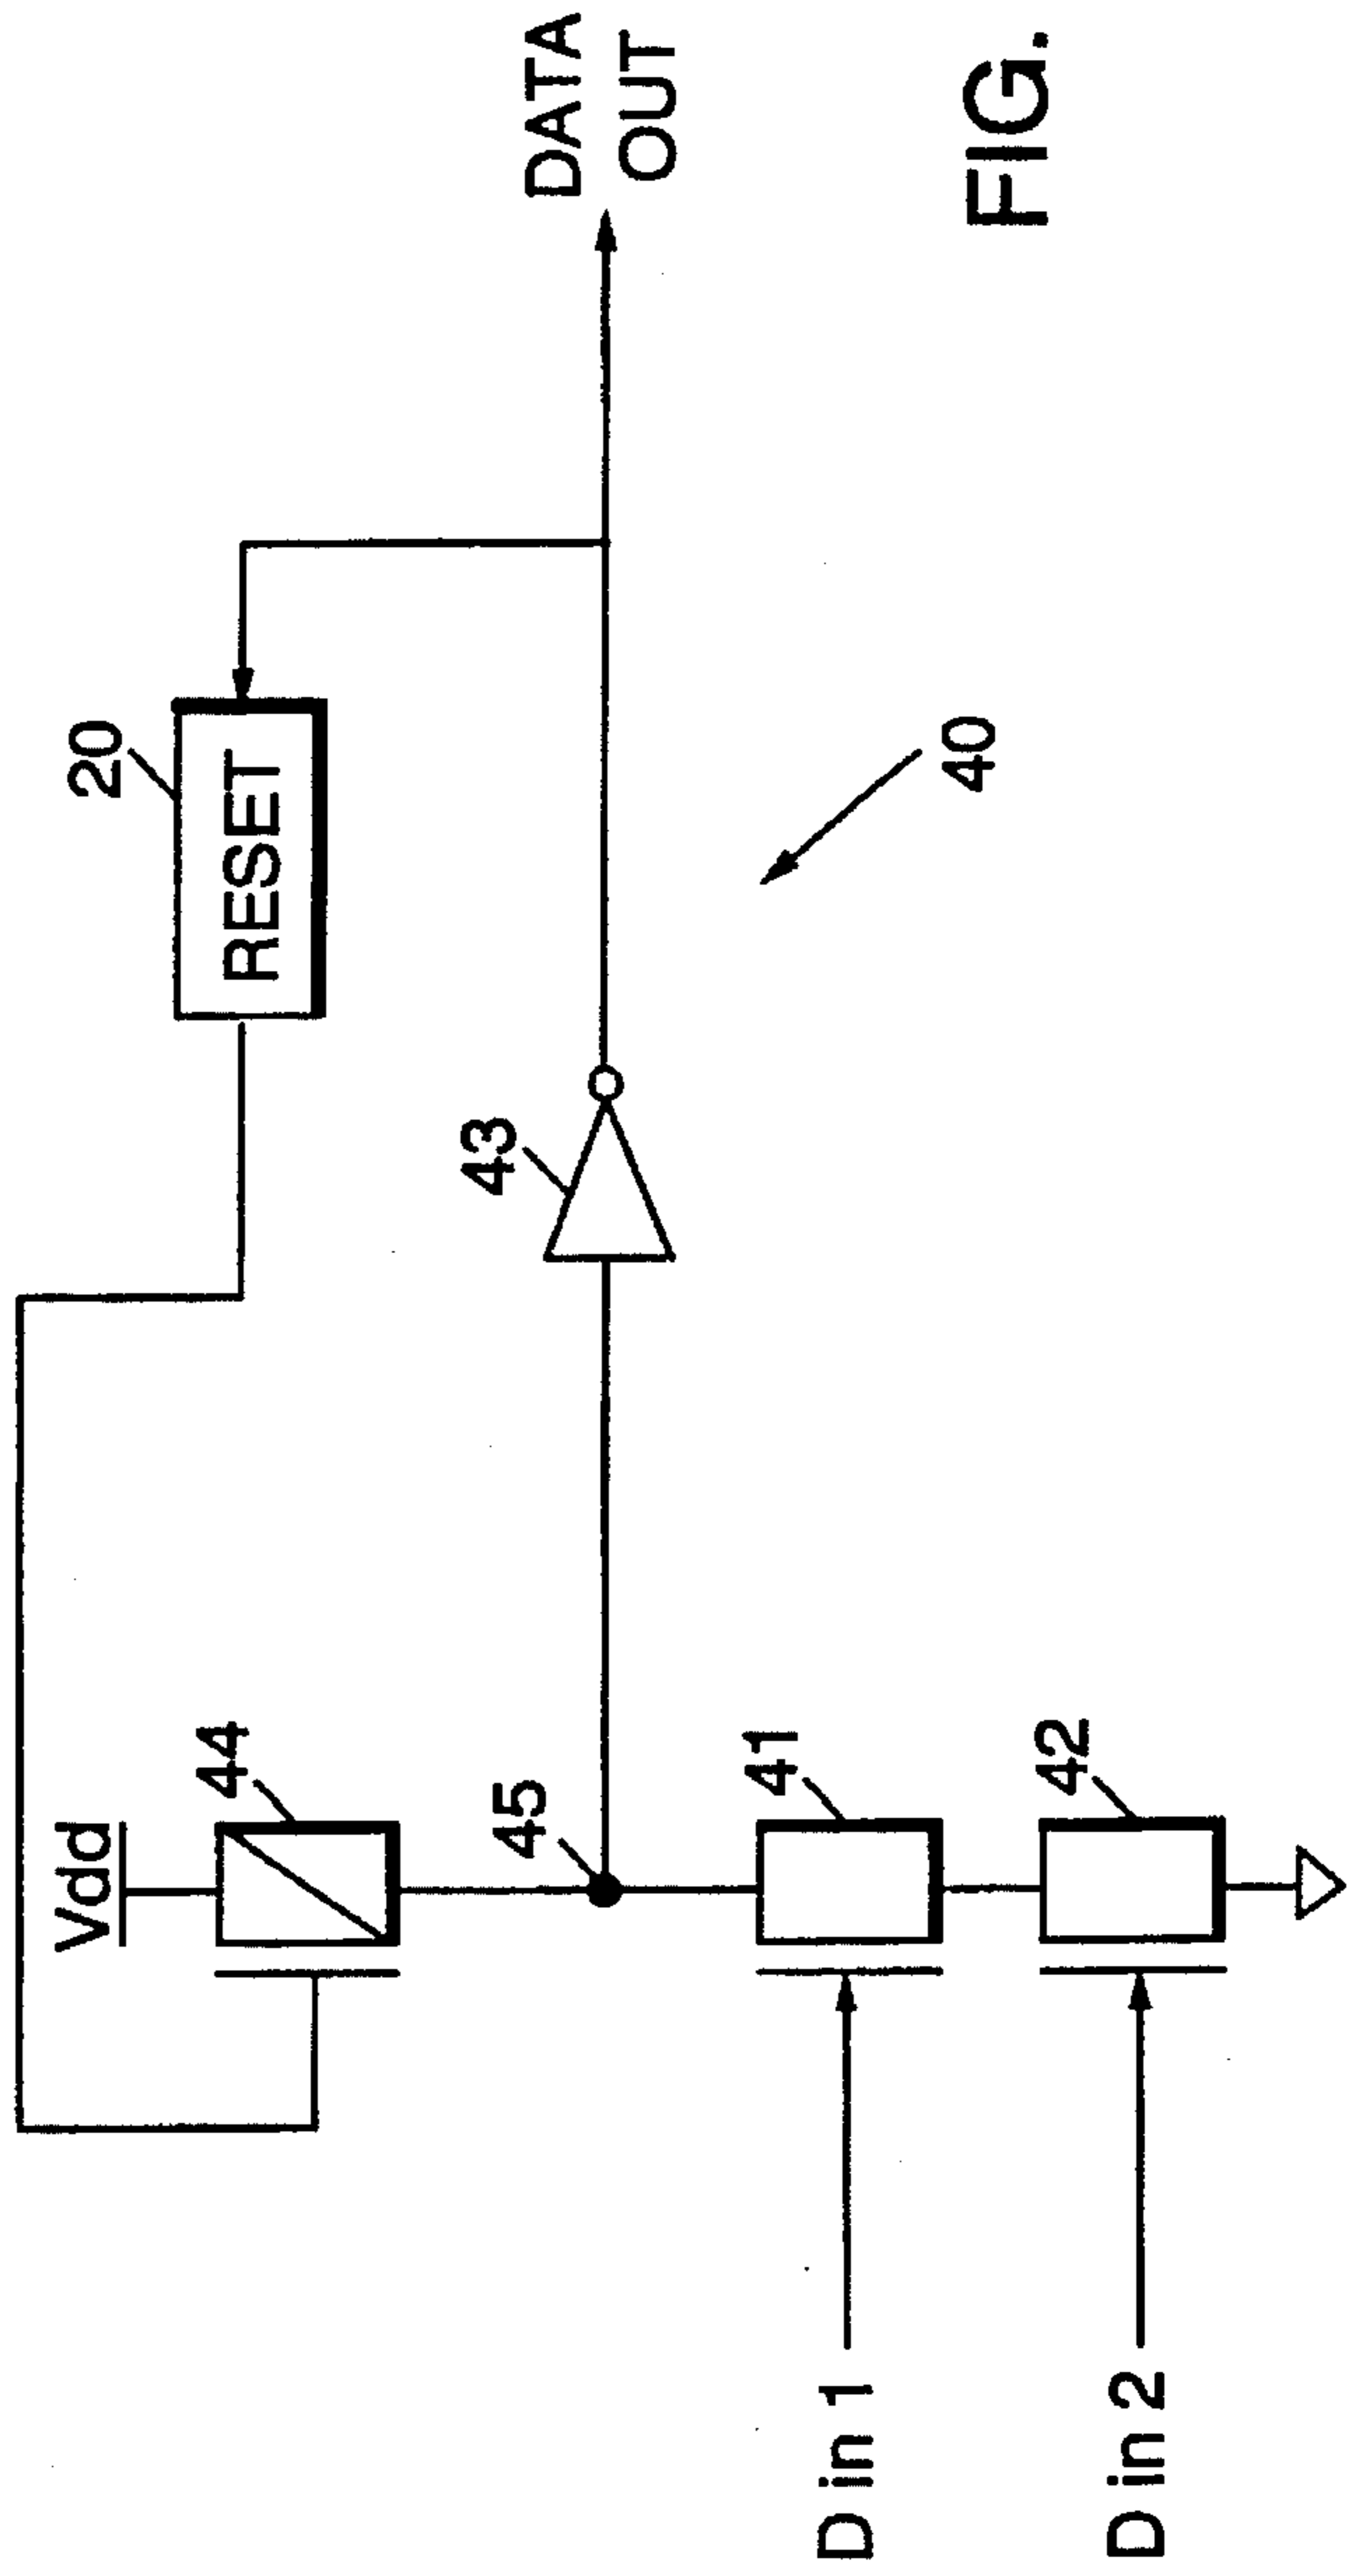 Vdd
44
20
RESET
45
43
DATA
OUT
41
D in 1
40
42
D in 2
FIG.